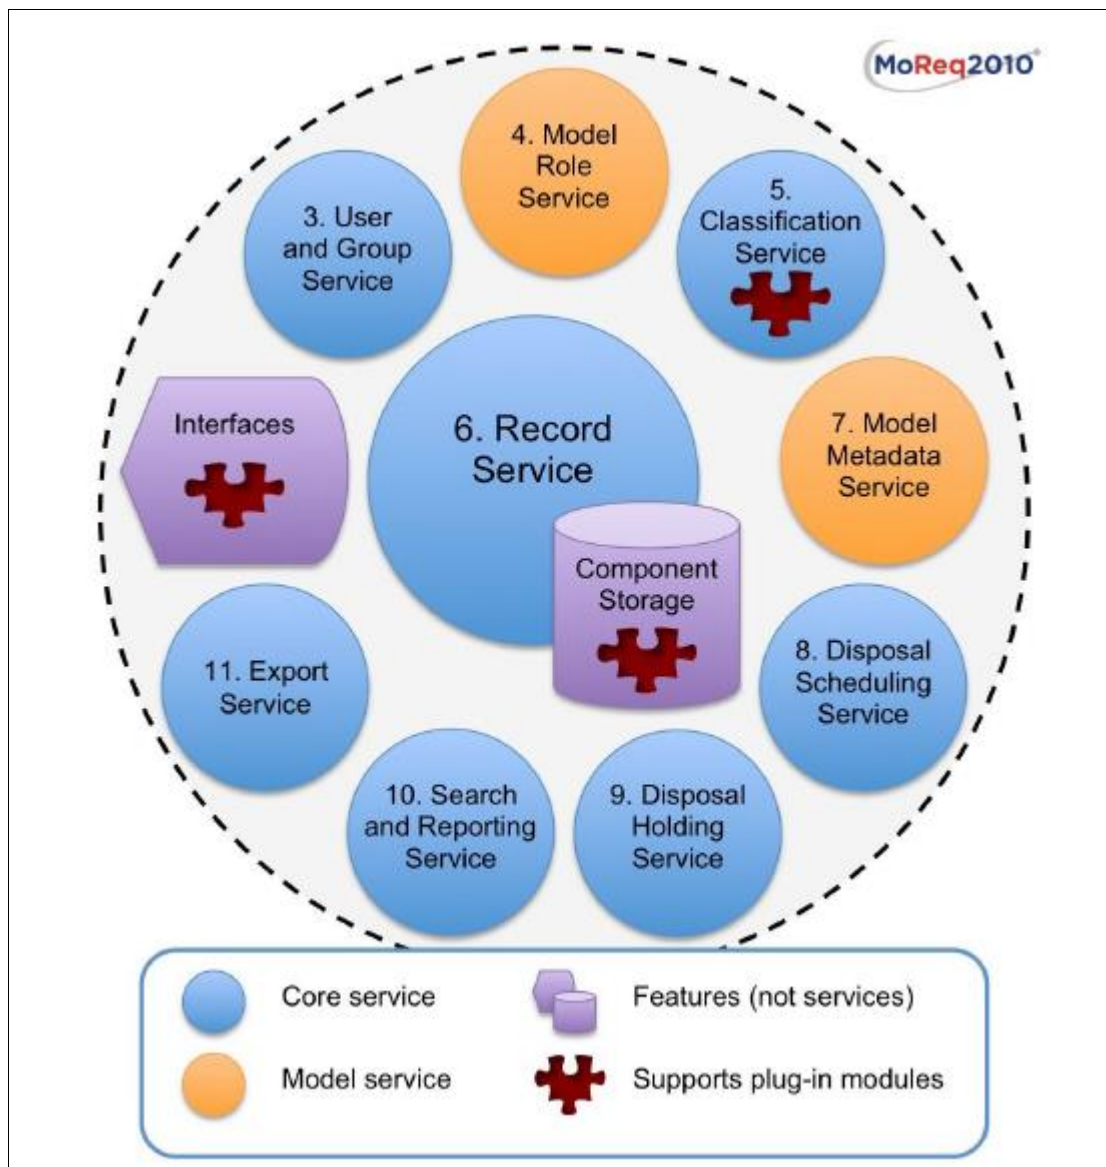 MoReq2010
4. Model
Role
Service
3. User
and Group
Service
5.
Classification
Service
Interfaces
6. Record
Service
7. Model
Metadata
Service
Component
Storage
8. Disposal
Scheduling
Service
11. Export
Service
10. Search
and Reporting
Service
9. Disposal
Holding
Service
Core service
Features (not services)
Model service
Supports plug-in modules